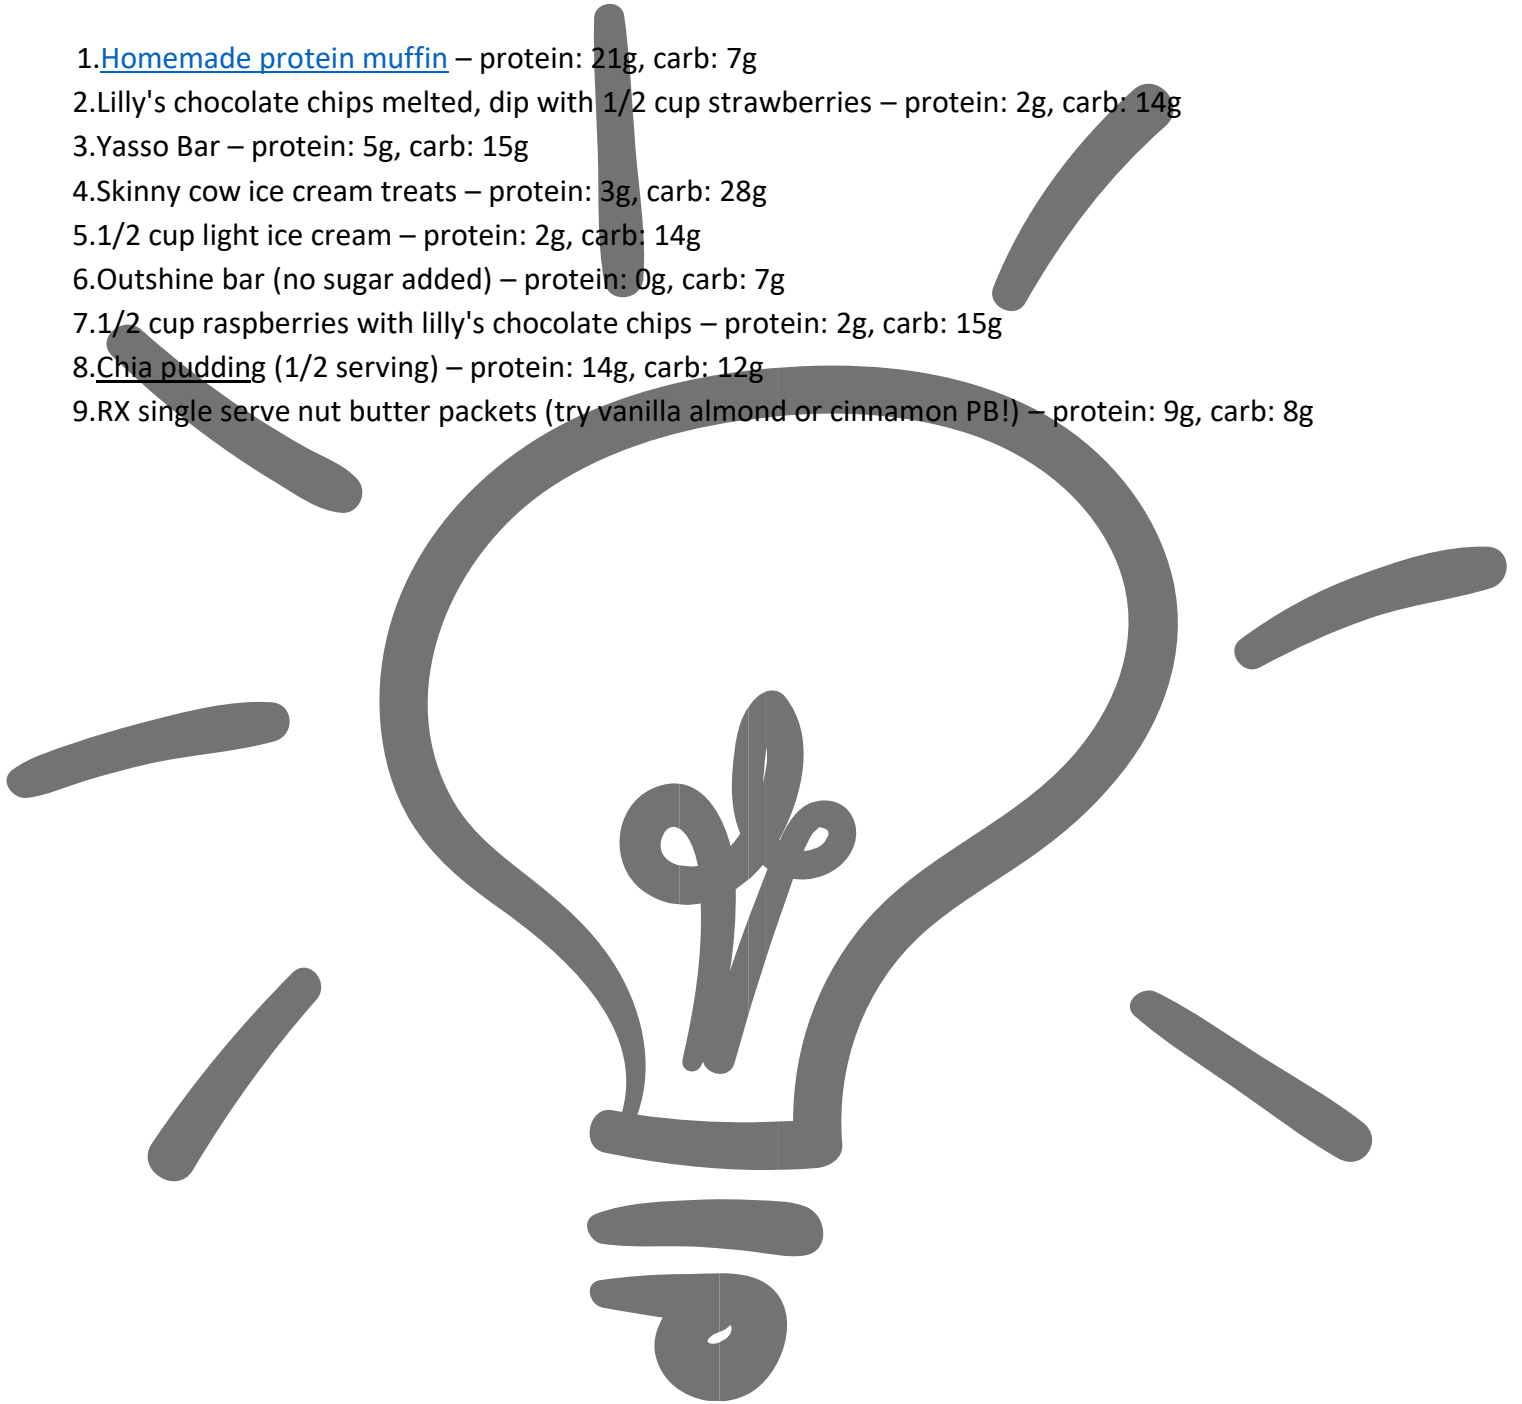 1.Homemade protein muffin – protein: 21g, carb: 7g
2.Lilly's chocolate chips melted, dip with 1/2 cup strawberries – protein: 2g, carb: 14g
3.Yasso Bar – protein: 5g, carb: 15g
4.Skinny cow ice cream treats – protein: 3g, carb: 28g
5.1/2 cup light ice cream – protein: 2g, carb: 14g
6.Outshine bar (no sugar added) – protein: 0g, carb: 7g
7.1/2 cup raspberries with lilly's chocolate chips – protein: 2g, carb: 15g
8.Chia pudding (1/2 serving) – protein: 14g, carb: 12g
9.RX single serve nut butter packets (try vanilla almond or cinnamon PB!) – protein: 9g, carb: 8g